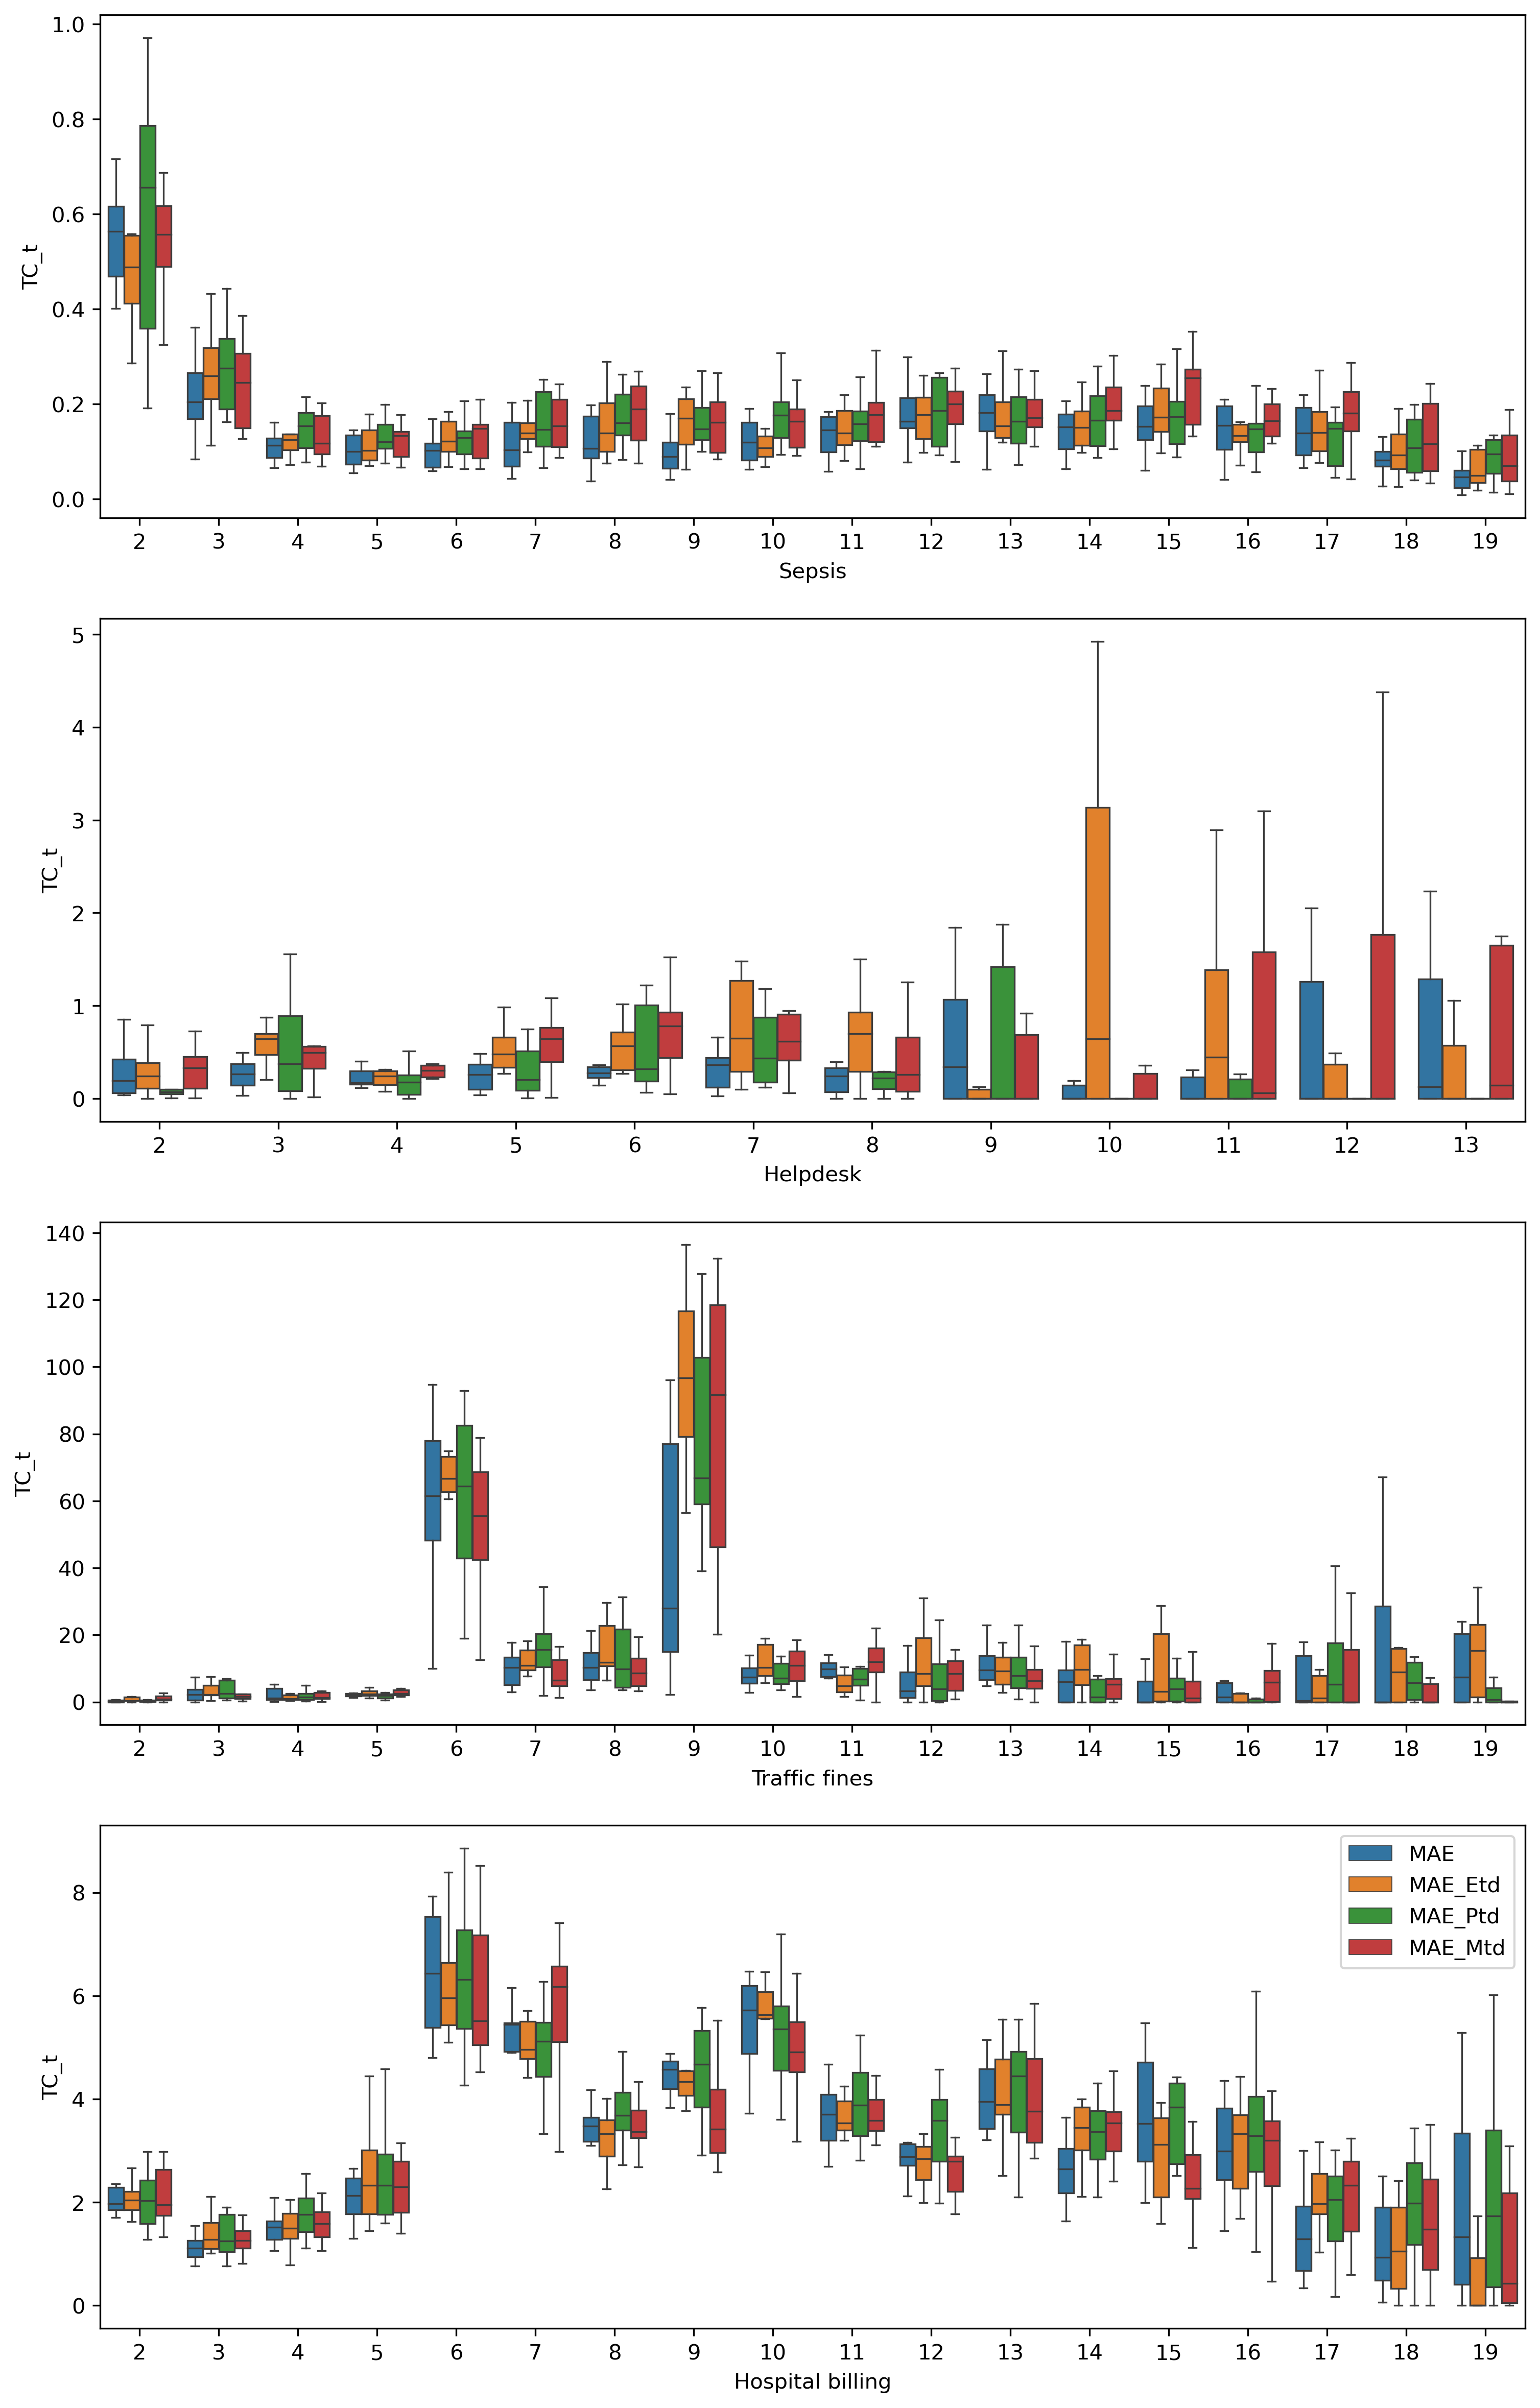 TC_t
1.0
0.8
0.6
0.4
0.2
0.0
2 3 4 5 6 7 8 9 10 11 12 13 14 15 16 17 18 19
Sepsis
TC_t
5
4
3
2
1
0
2 3 4 5 6 7 8 9 10 11 12 13
Helpdesk
TC_t
140
120
100
80
60
40
20
0
2 3 4 5 6 7 8 9 10 11 12 13 14 15 16 17 18 19
Traffic fines
TC_t
8
6
4
2
0
MAE
MAE_Etd
MAE_Ptd
MAE_Mtd
2 3 4 5 6 7 8 9 10 11 12 13 14 15 16 17 18 19
Hospital billing